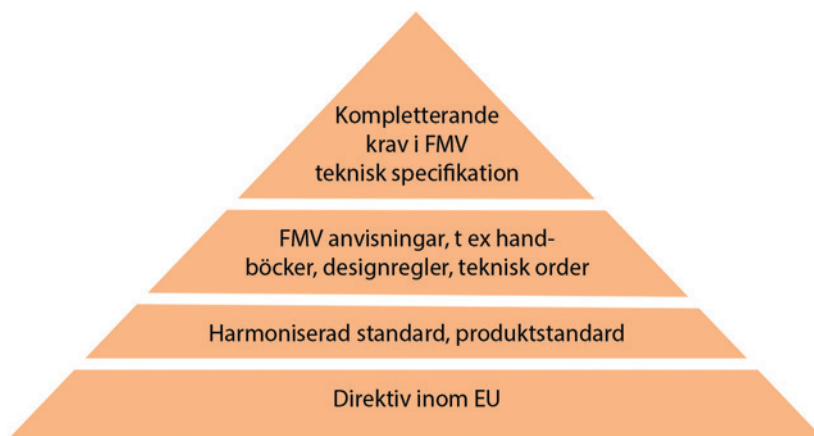 Kompletterande
krav i FMV
teknisk specifikation
FMV anvisningar, t ex hand-
böcker, designregler, teknisk order
Harmoniserad standard, produktstandard
Direktiv inom EU